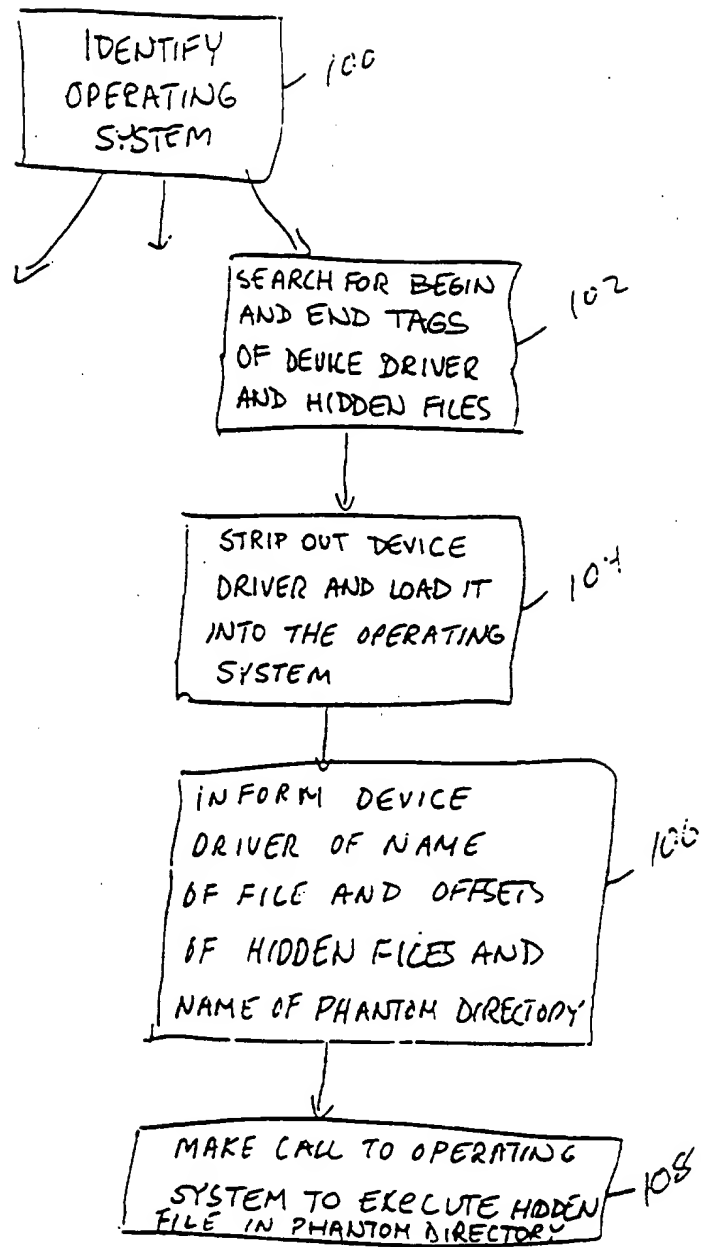 IDENTIFY
OPERATING
SYSTEM
100
SEARCH FOR BEGIN
AND END TAGS
OF DEVICE DRIVER
AND HIDDEN FILES
102
STRIP OUT DEVICE
DRIVER AND LOAD IT
INTO THE OPERATING
SYSTEM
104
INFORM DEVICE
DRIVER OF NAME
OF FILE AND OFFSETS
OF HIDDEN FILES AND
NAME OF PHANTOM DIRECTORY
106
MAKE CALL TO OPERATING
SYSTEM TO EXECUTE HIDDEN
FILE IN PHANTOM DIRECTORY
108